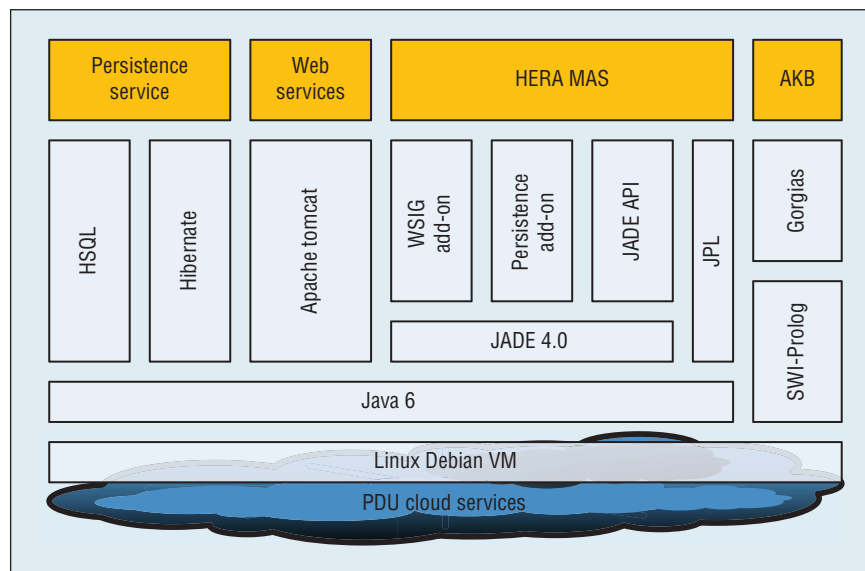 Persistence
service
Web
services
HERA MAS
AKB
HSQL
Hibernate
Apache tomcat
WSIG
add-on
Persistence
add-on
JADE API
JPL
Gorgias
JADE 4.0
SWI-Prolog
Java 6
Linux Debian VM
PDU cloud services